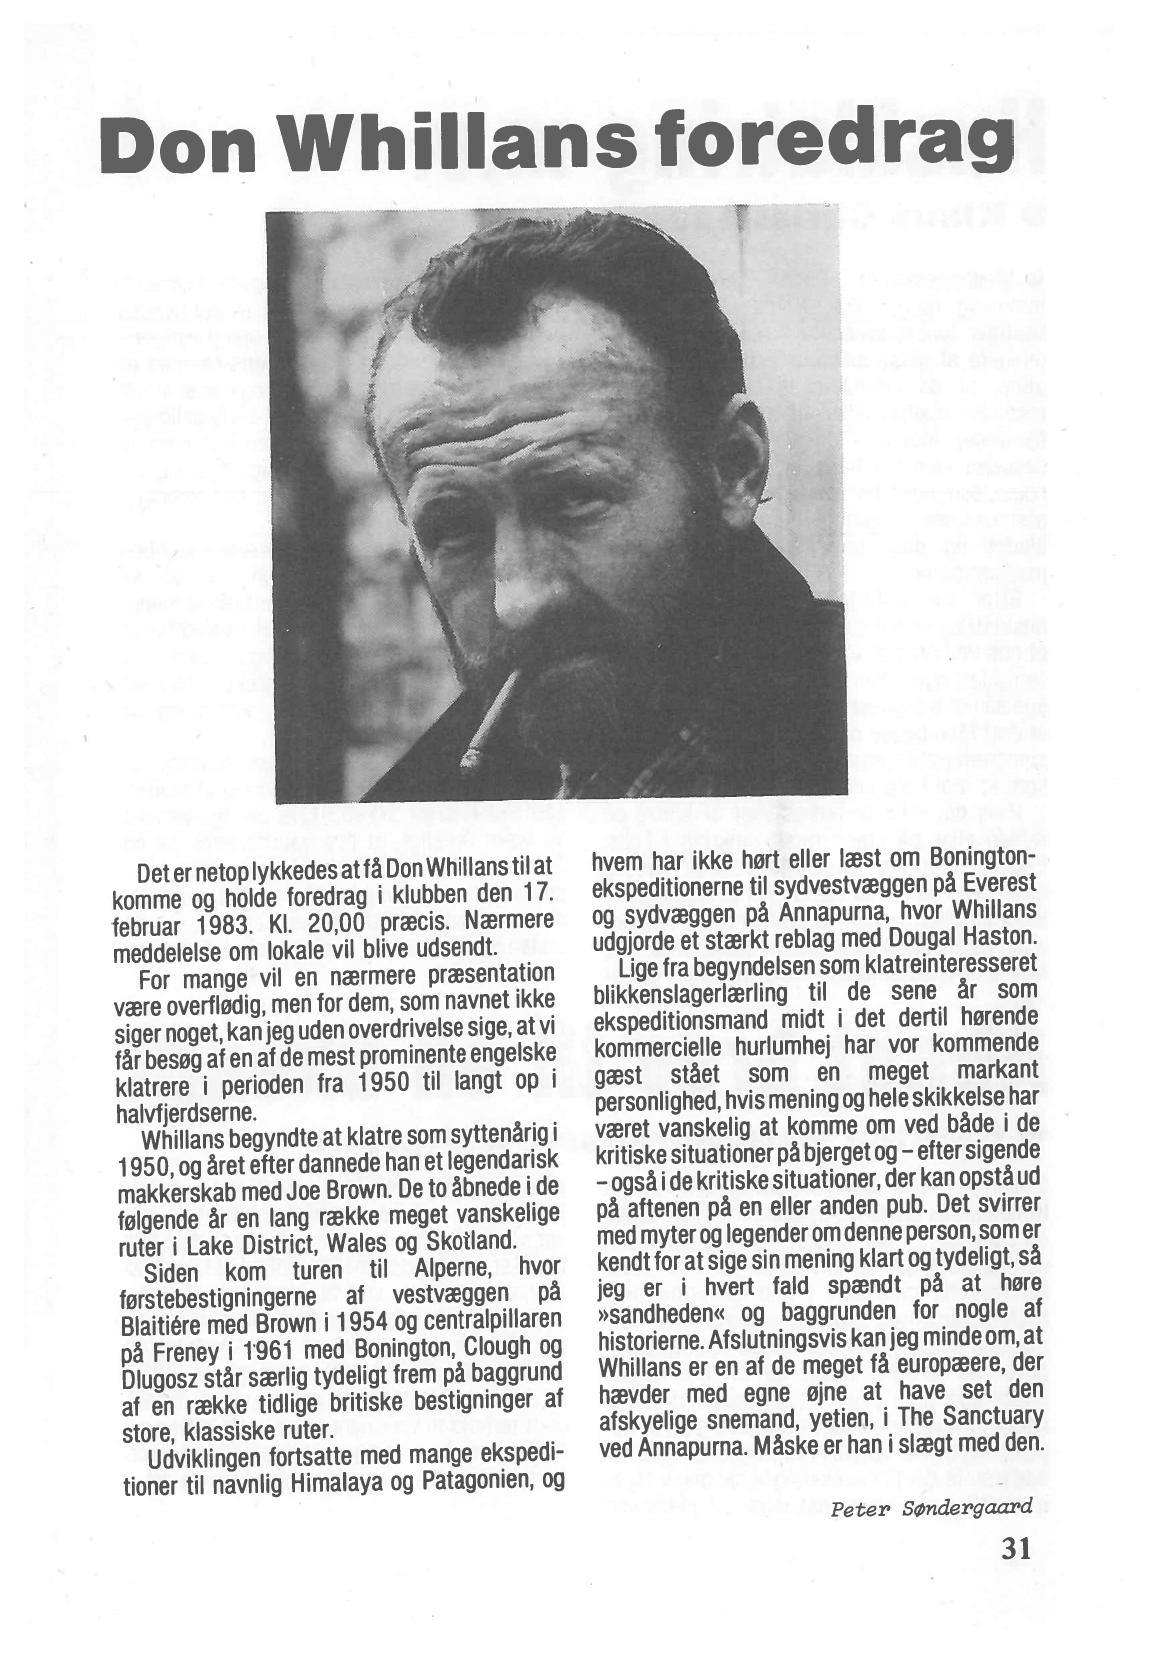 Don Whillans foredrag
Det er netop lykkedes at få Don Whillans til at
komme og holde foredrag i klubben den 17.
februar 1983. Kl. 20,00 præcis. Nærmere
meddelelse om lokale vil blive udsendt.
For mange vil en nærmere præsentation
være overflødig, men for dem, som navnet ikke
siger noget, kan jeg uden overdrivelse sige, at vi
får besøg af en af de mest prominente engelske
klatrere i perioden fra 1950 til langt op i
halvfjerdserne.
Whillans begyndte at klatre som syttenårig i
1950, og året efter dannede han et legendarisk
makkerskab med Joe Brown. De to åbnede i de
følgende år en lang række meget vanskelige
ruter i Lake District, Wales og Skotland.
Siden kom turen til Alperne, hvor
førstebestigningerne af vestvæggen på
Blaitiére med Brown i 1954 og centralpillaren
på Freney i 1961 med Bonington, Clough og
Dlugosz står særlig tydeligt frem på baggrund
af en række tidlige britiske bestigninger af
store, klassiske ruter.
Udviklingen fortsatte med mange ekspedi-
tioner til navnlig Himalaya og Patagonien, og
hvem har ikke hørt eller læst om Bonington-
ekspeditionerne til sydvestvæggen på Everest
og sydvæggen på Annapurna, hvor Whillans
udgjorde et stærkt reblag med Dougal Haston.
Lige fra begyndelsen som klatreinteresseret
blikkenslagerlærling til de sene år som
ekspeditionsmand midt i det dertil hørende
kommercielle hurlumhej har vor kommende
gæst stået som en meget markant
personlighed, hvis mening og hele skikkelse har
været vanskelig at komme om ved både i de
kritiske situationer på bjerget og – efter sigende
– også i de kritiske situationer, der kan opstå ud
på aftenen på en eller anden pub. Det svirrer
med myter og legender om denne person, som er
kendt for at sige sin mening klart og tydeligt, så
jeg er i hvert fald spændt på at høre
»sandheden« og baggrunden for nogle af
historierne. Afslutningsvis kan jeg minde om, at
Whillans er en af de meget få europæere, der
hævder med egne øjne at have set den
afskyelige snemand, yetien, i The Sanctuary
ved Annapurna. Måske er han i slægt med den.
Peter Søndergaard
31